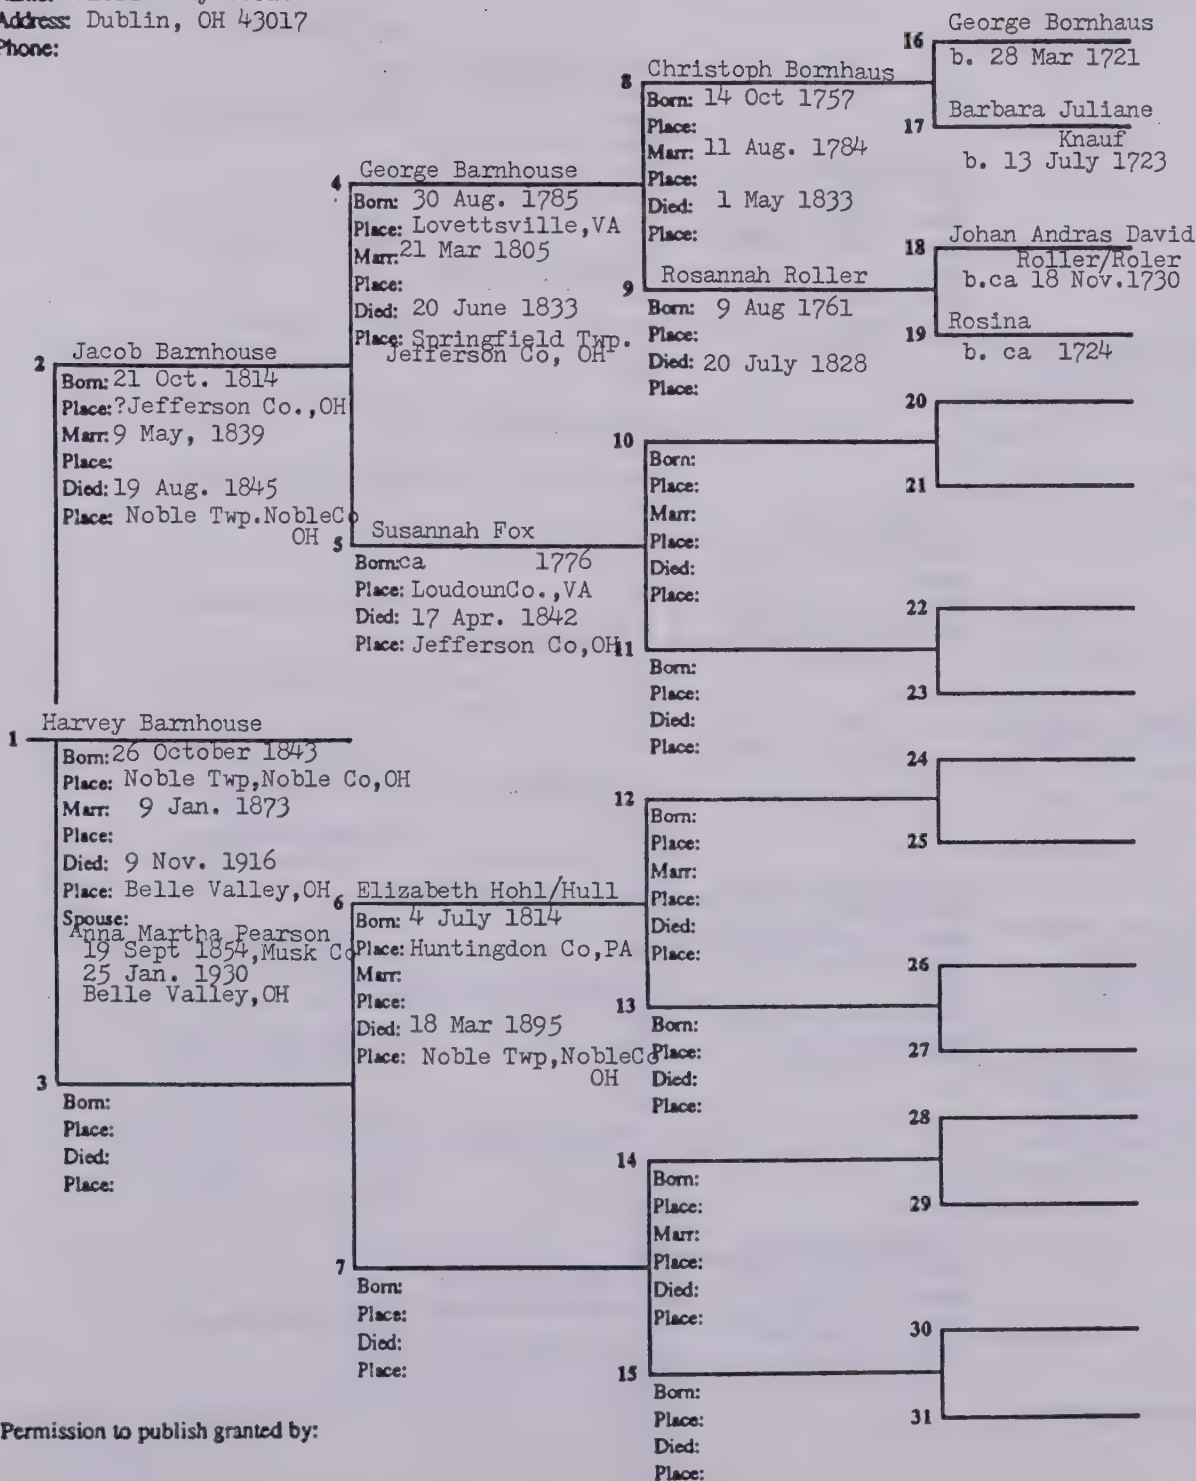 Address: Dublin, OH 43017
Phone:
16
George Bornhaus
b. 28 Mar 1721
17
Barbara Juliane
Knauf
b. 13 July 1723
8
Christoph Bornhaus
Born: 14 Oct 1757
Place:
Marr: 11 Aug. 1784
Place:
Died: 1 May 1833
Place:
18
Johan Andras David
Roller/Roler
b.ca 18 Nov.1730
19
Rosina
b. ca 1724
9
Rosannah Roller
Born: 9 Aug 1761
Place:
Died: 20 July 1828
Place:
4
George Barnhouse
Born: 30 Aug. 1785
Place: Lovettsville,VA
Marr: 21 Mar 1805
Place:
Died: 20 June 1833
Place: Springfield Twp.
Jefferson Co, OH
2
Jacob Barnhouse
Born: 21 Oct. 1814
Place: ?Jefferson Co.,OH
Marr: 9 May, 1839
Place:
Died: 19 Aug. 1845
Place: Noble Twp.NobleCo
OH
5
Susannah Fox
Born:ca 1776
Place: LoudounCo.,VA
Died: 17 Apr. 1842
Place: Jefferson Co,OH
10
Born:
Place:
Marr:
Place:
Died:
Place:
20
21
11
Born:
Place:
Died:
Place:
22
23
1
Harvey Barnhouse
Born: 26 October 1843
Place: Noble Twp,Noble Co,OH
Marr: 9 Jan. 1873
Place:
Died: 9 Nov. 1916
Place: Belle Valley,OH
Spouse:
Anna Martha Pearson
19 Sept 1854,Musk Co
25 Jan. 1930
Belle Valley,OH
6
Elizabeth Hohl/Hull
Born: 4 July 1814
Place: Huntingdon Co,PA
Marr:
Place:
Died: 18 Mar 1895
Place: Noble Twp,NobleCo
OH
12
Born:
Place:
Marr:
Place:
Died:
Place:
24
25
13
Born:
Place:
Died:
Place:
26
27
3
Born:
Place:
Died:
Place:
7
Born:
Place:
Died:
Place:
14
Born:
Place:
Marr:
Place:
Died:
Place:
28
29
15
Born:
Place:
Died:
Place:
30
31
Permission to publish granted by: